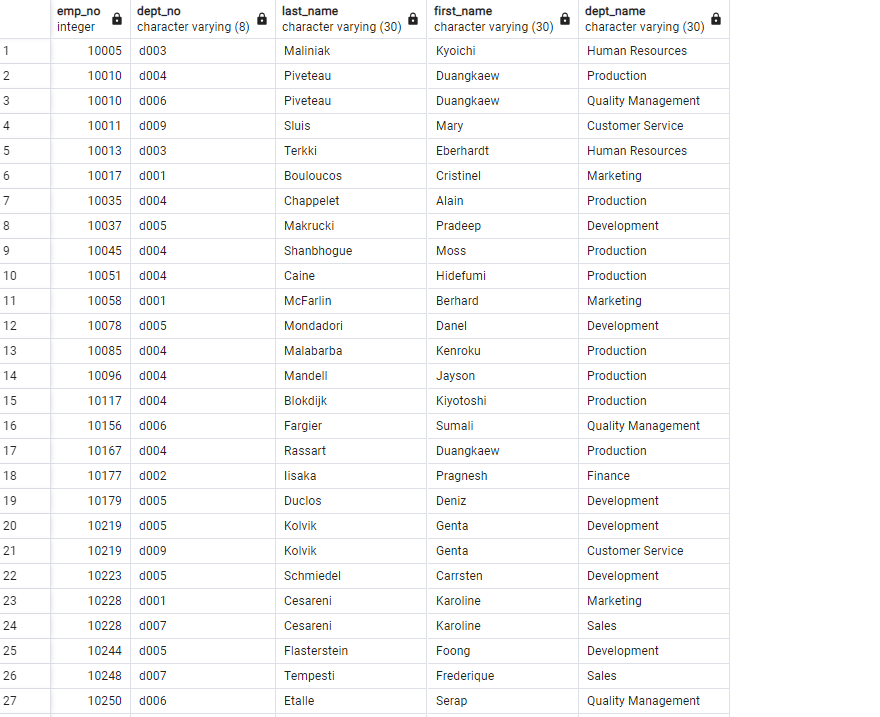 emp_no dept_no last_name first_name dept_name
integer character varying (8) character varying (30) character varying (30) character varying (30)
1 10005 d003 Maliniak Kyoichi Human Resources
2 10010 d004 Piveteau Duangkaew Production
3 10010 d006 Piveteau Duangkaew Quality Management
4 10011 d009 Sluis Mary Customer Service
5 10013 d003 Terkki Eberhardt Human Resources
6 10017 d001 Bouloucos Cristinel Marketing
7 10035 d004 Chappelet Alain Production
8 10037 d005 Makrucki Pradeep Development
9 10045 d004 Shanbhogue Moss Production
10 10051 d004 Caine Hidefumi Production
11 10058 d001 McFarlin Berhard Marketing
12 10078 d005 Mondadori Danel Development
13 10085 d004 Malabarba Kenroku Production
14 10096 d004 Mandell Jayson Production
15 10117 d004 Blokdijk Kiyotoshi Production
16 10156 d006 Fargier Sumali Quality Management
17 10167 d004 Rassart Duangkaew Production
18 10177 d002 Iisaka Pragnesh Finance
19 10179 d005 Duclos Deniz Development
20 10219 d005 Kolvik Genta Development
21 10219 d009 Kolvik Genta Customer Service
22 10223 d005 Schmiedel Carrsten Development
23 10228 d001 Cesareni Karoline Marketing
24 10228 d007 Cesareni Karoline Sales
25 10244 d005 Flasterstein Foong Development
26 10248 d007 Tempesti Frederique Sales
27 10250 d006 Etalle Serap Quality Management